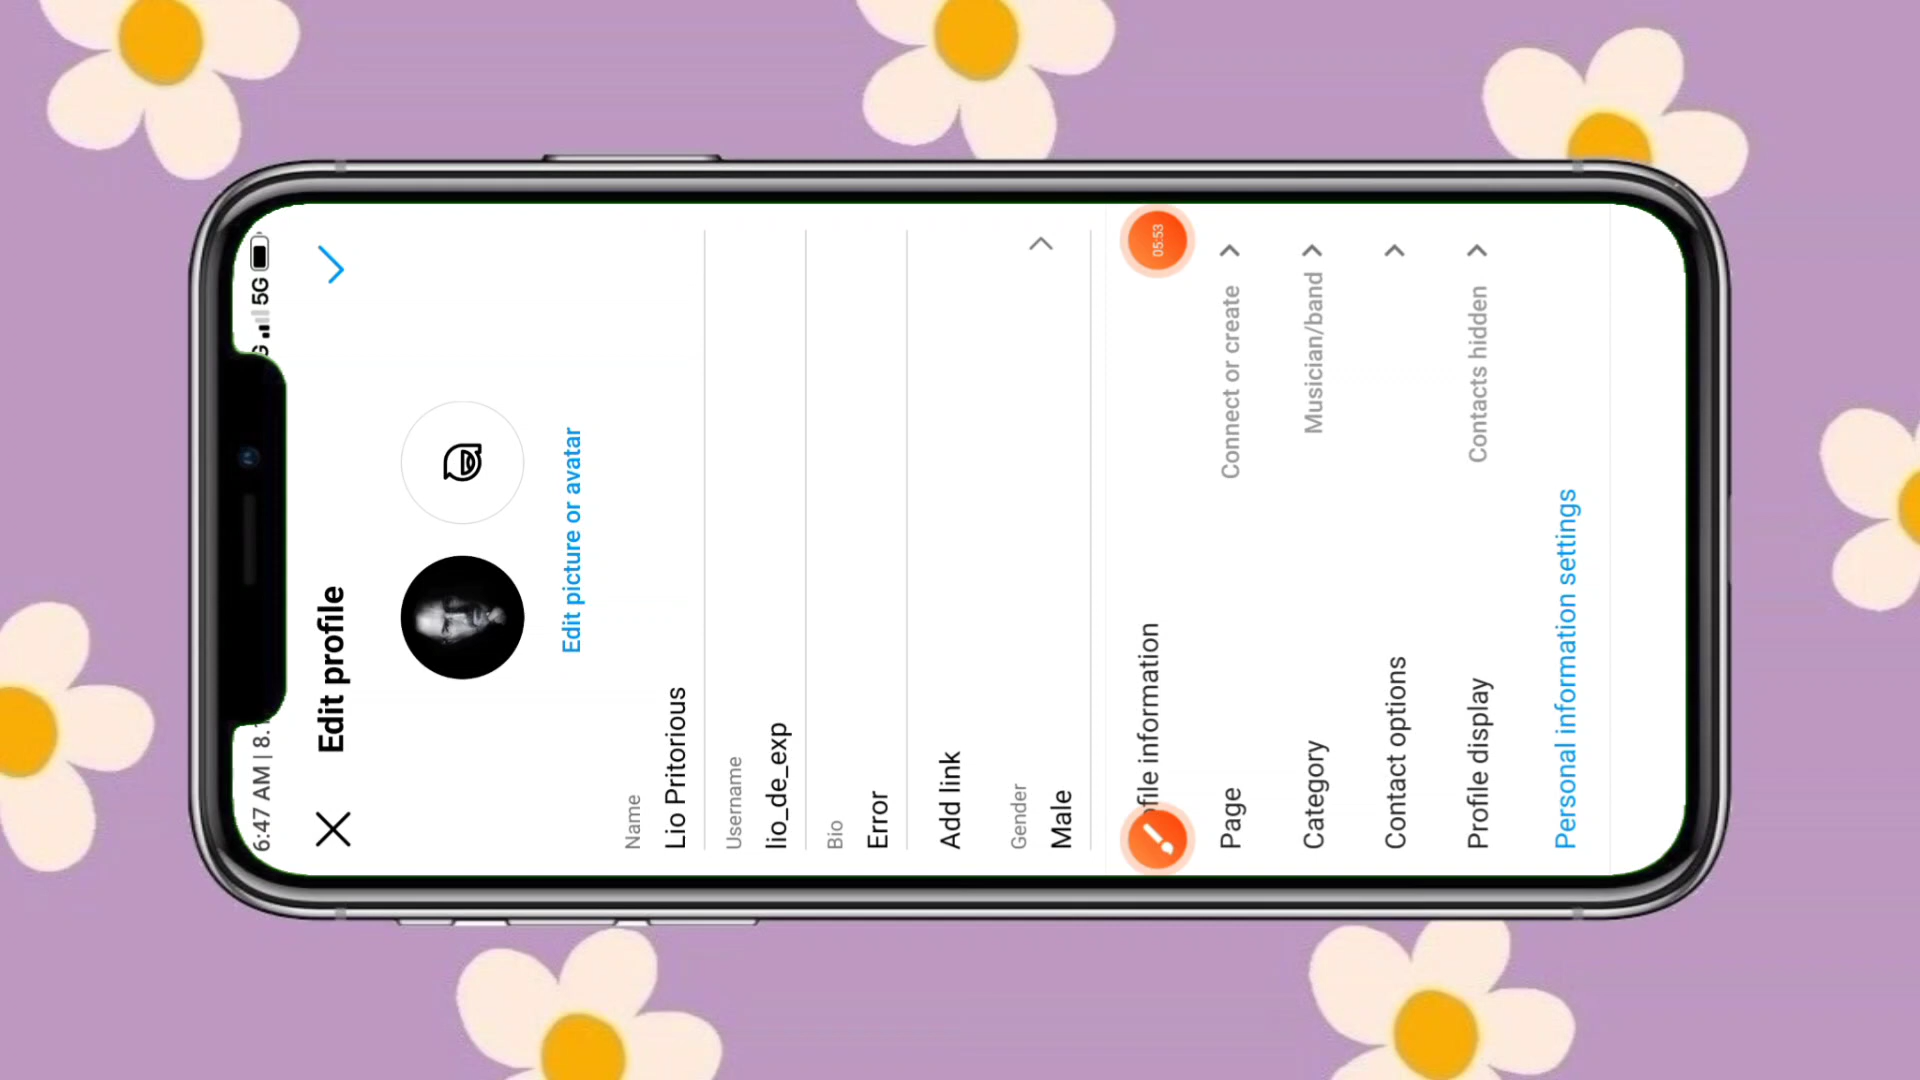 6:47 AM | 8.
5G
Edit profile
Edit picture or avatar
Name
Lio Pritorious
Username
lio_de_exp
Bio
Error
Add link
Gender
Male
05:53
file information
Page
Connect or create
Category
Musician/band
Contact options
Profile display
Contacts hidden
Personal information settings